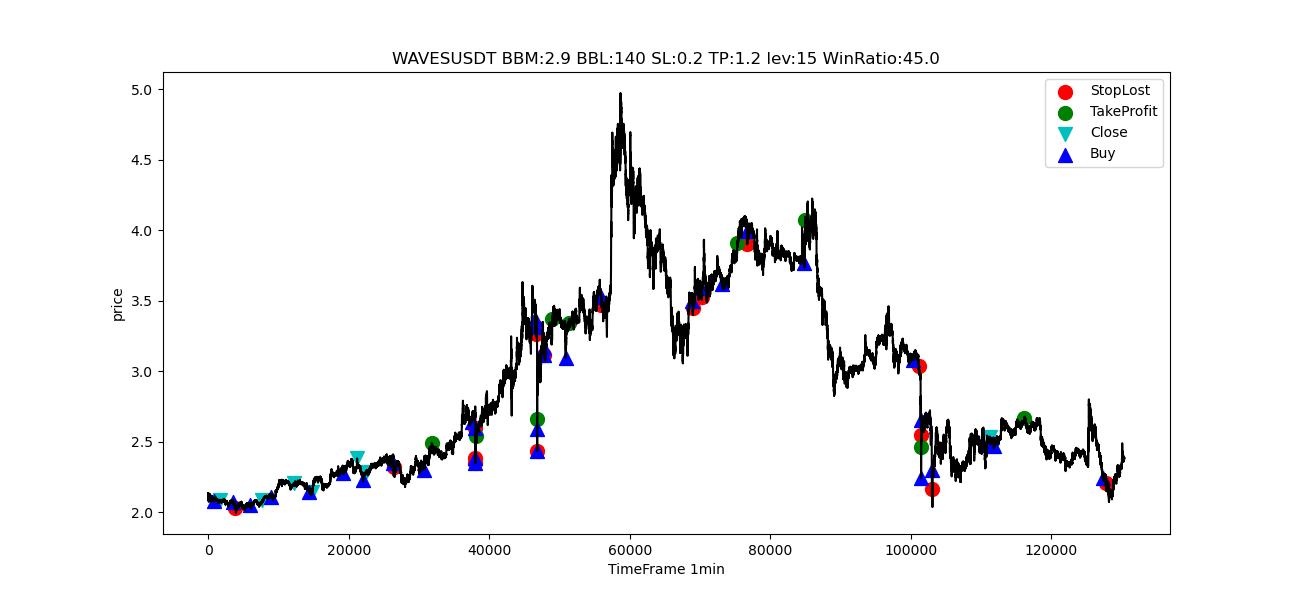 WAVESUSDT BBM:2.9 BBL:140 SL:0.2 TP:1.2 lev:15 WinRatio:45.0
5.0
4.5
4.0
3.5
3.0
2.5
2.0
price
StopLost
TakeProfit
Close
Buy
0
20000
40000
60000
80000
100000
120000
TimeFrame 1min